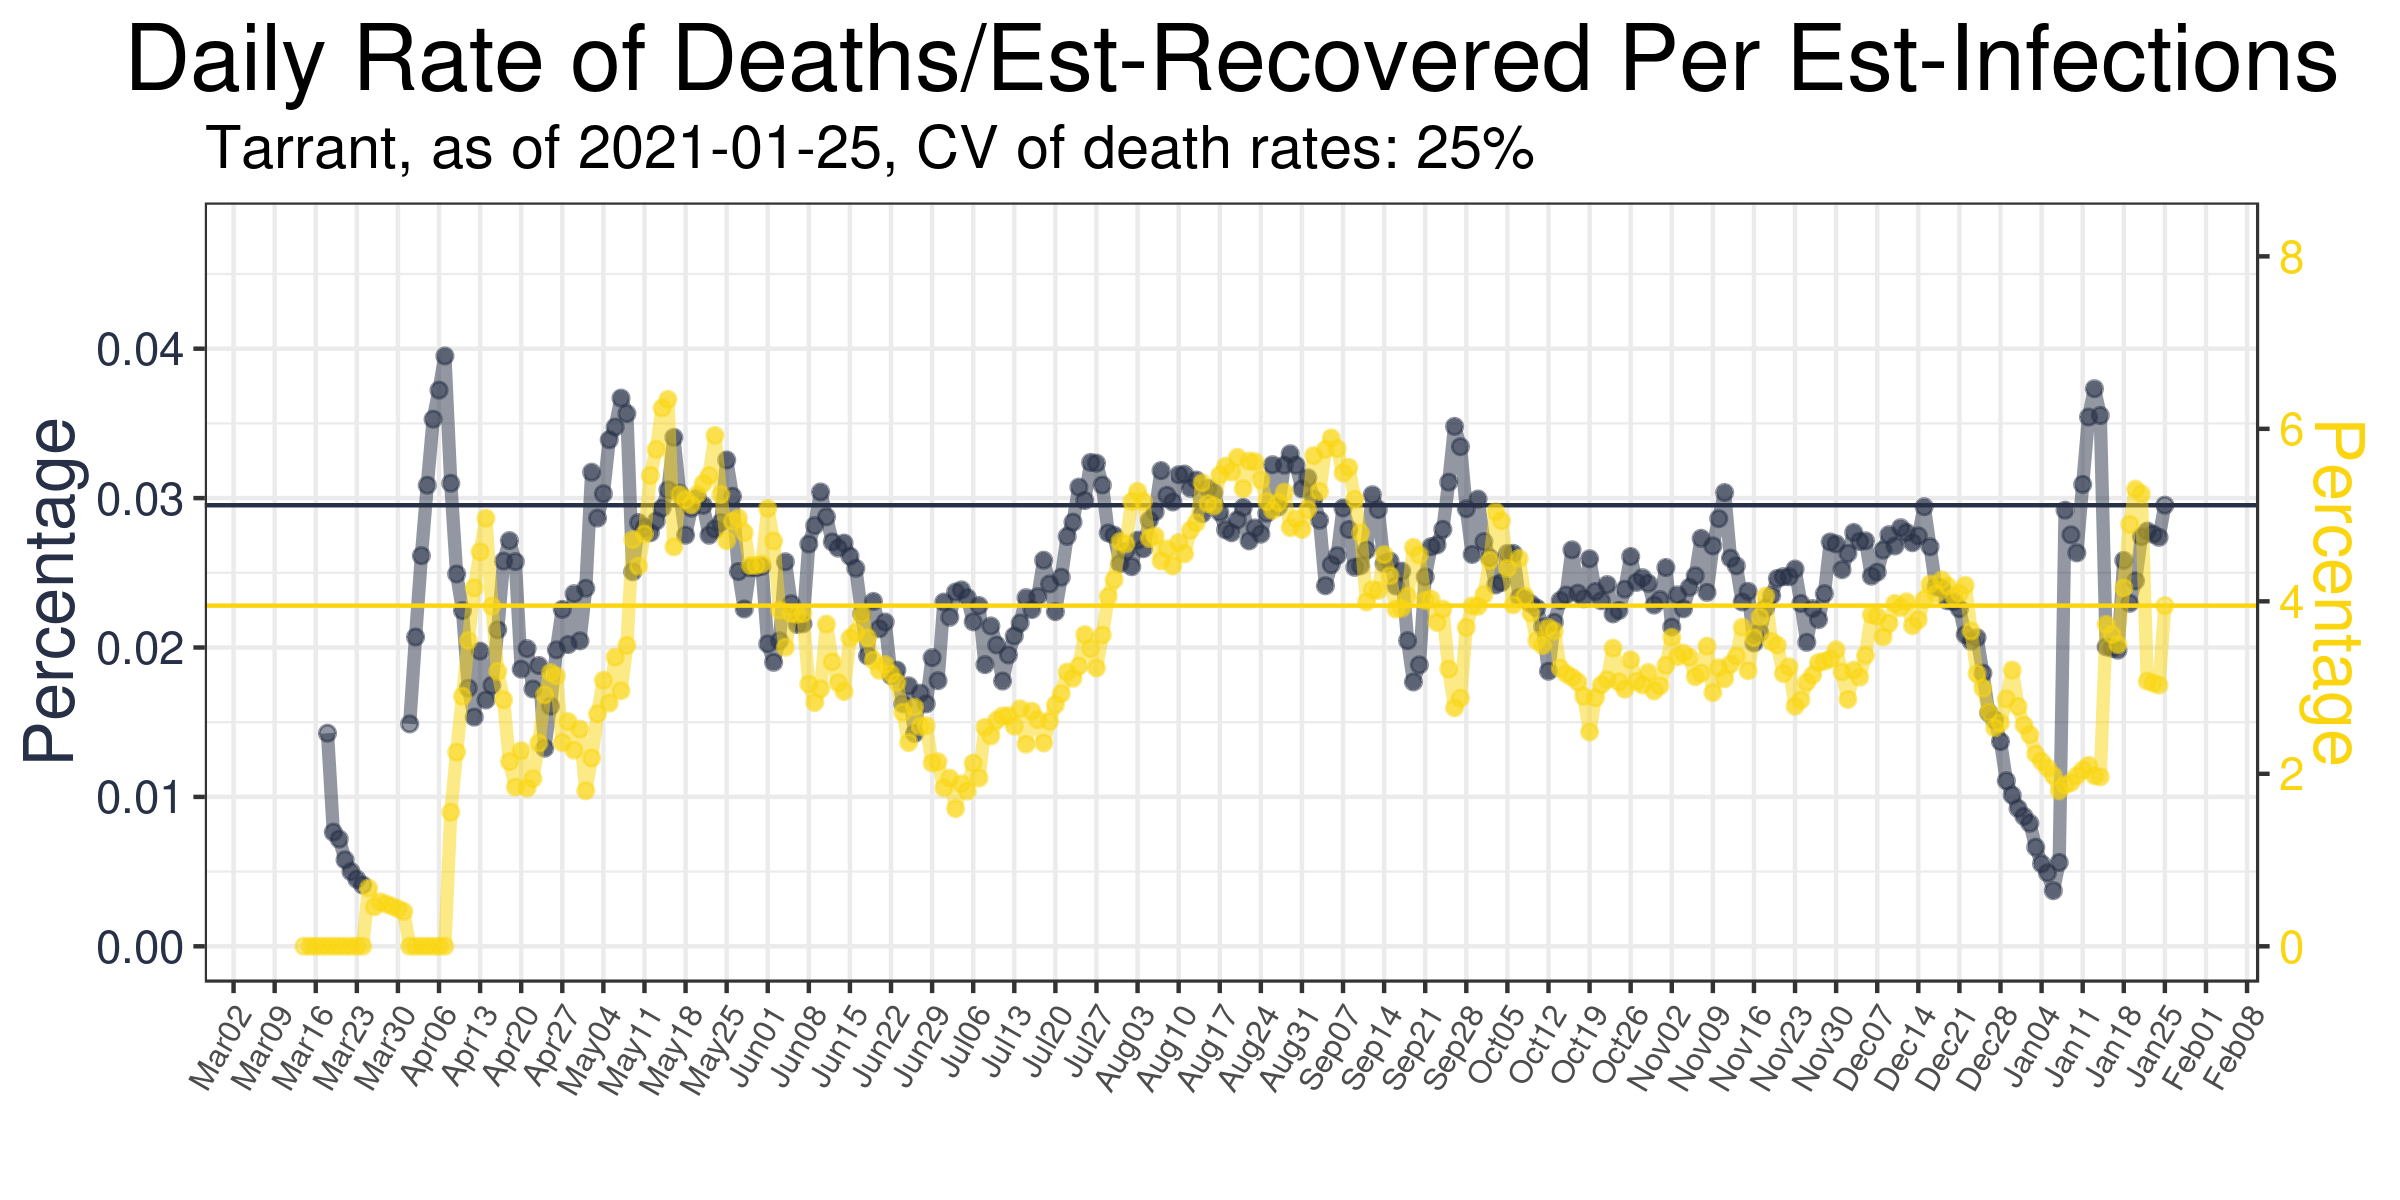 Daily Rate of Deaths/Est-Recovered Per Est-Infections
Tarrant, as of 2021-01-25, CV of death rates: 25%
Percentage
0.04
0.03
0.02
0.01
0.00
8
6
4
2
0
Percentage
Mar02
Mar09
Mar16
Mar23
Mar30
Apr06
Apr13
Apr20
Apr27
May04
May11
May18
May25
Jun01
Jun08
Jun15
Jun22
Jun29
Jul06
Jul13
Jul20
Jul27
Aug03
Aug10
Aug17
Aug24
Aug31
Sep07
Sep14
Sep21
Sep28
Oct05
Oct12
Oct19
Oct26
Nov02
Nov09
Nov16
Nov23
Nov30
Dec07
Dec14
Dec21
Dec28
Jan04
Jan11
Jan18
Jan25
Feb01
Feb08